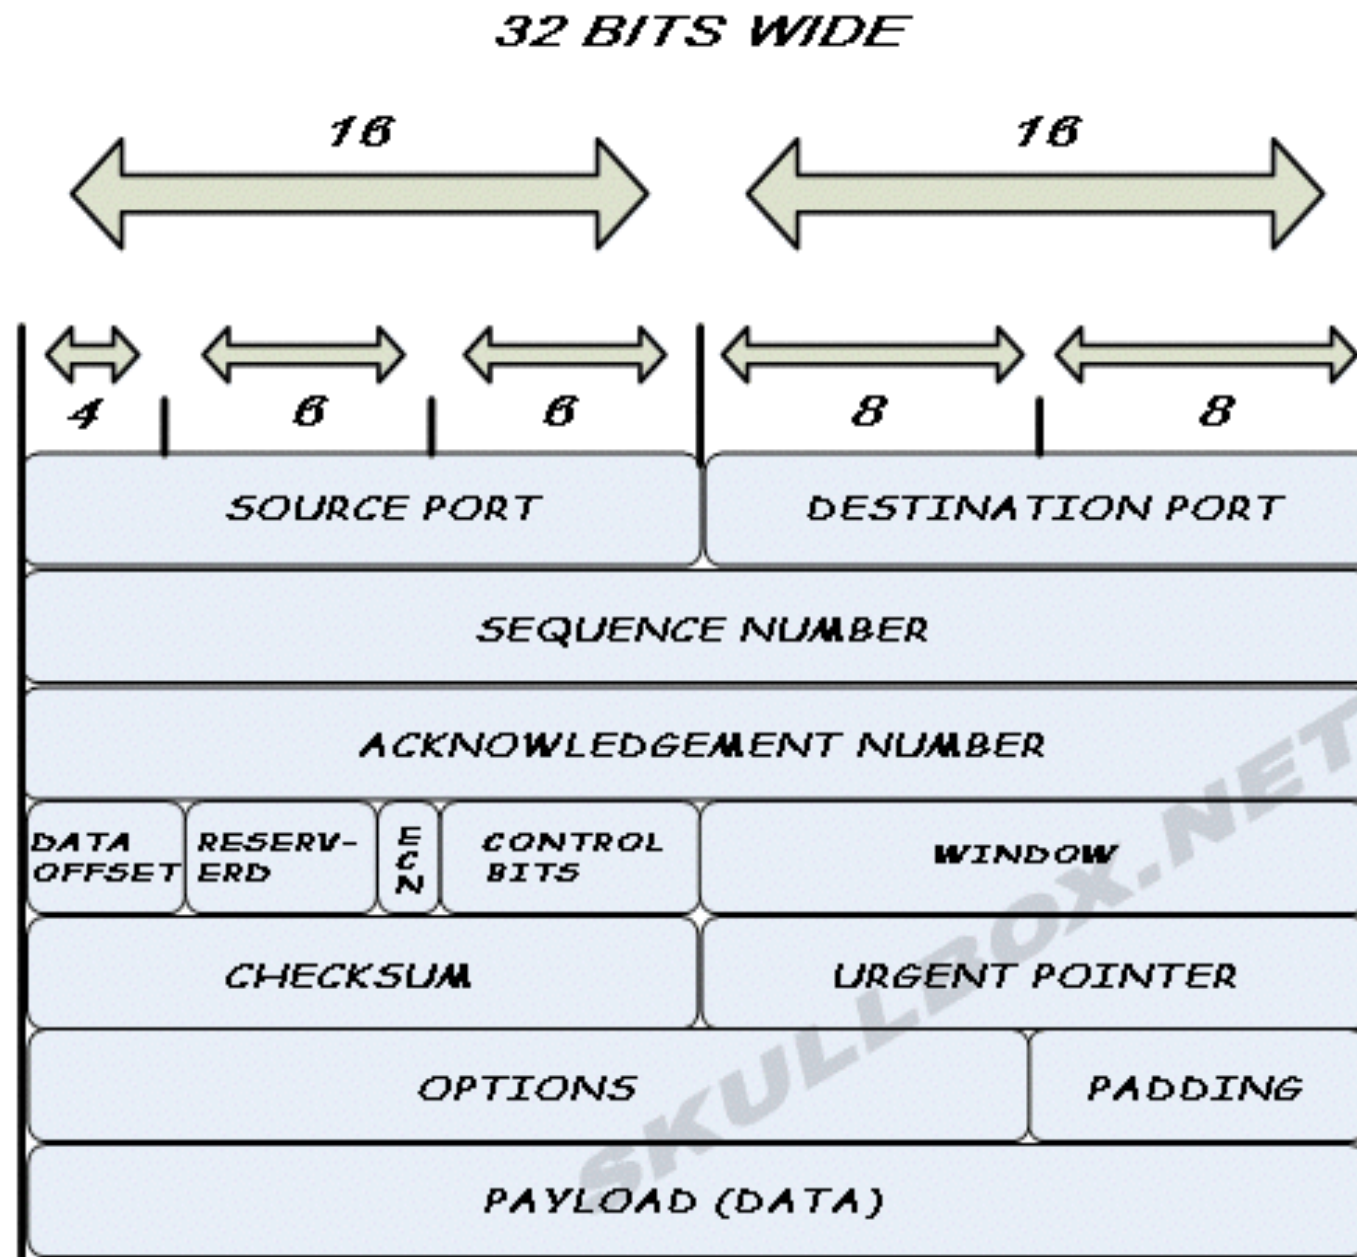 32 BITS WIDE
16 16
4 6 6 8 8
SOURCE PORT DESTINATION PORT
SEQUENCE NUMBER
ACKNOWLEDGEMENT NUMBER
DATA
OFFSET
RESERV-
ERD
E
C
N
CONTROL
BITS
WINDOW
CHECKSUM URGENT POINTER
OPTIONS PADDING
PAYLOAD (DATA)
SKULLBOX.NET